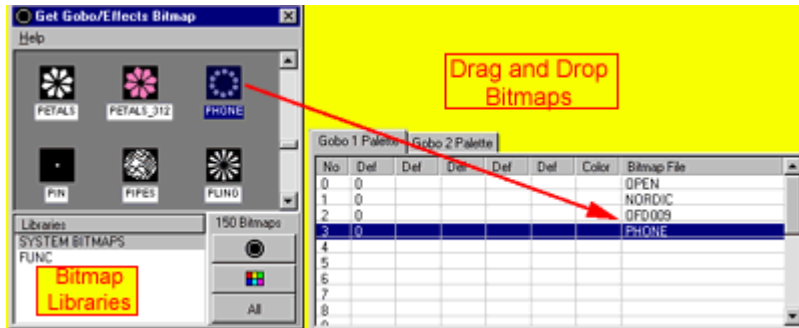 Get Gobo/Effects Bitmap
Help
PETALS PETALS_312 PHONE
PIN PIPES PLINO
Libraries
SYSTEM BITMAPS
FUNC
Bitmap
Libraries
150 Bitmaps
All
Drag and Drop
Bitmaps
Gobo 1 Palette Gobo 2 Palette
No Def Def Def Def Def Color Bitmap File
0 0 OPEN
1 0 NORDIC
2 0 OFD009
3 0 PHONE
4
5
6
7
8